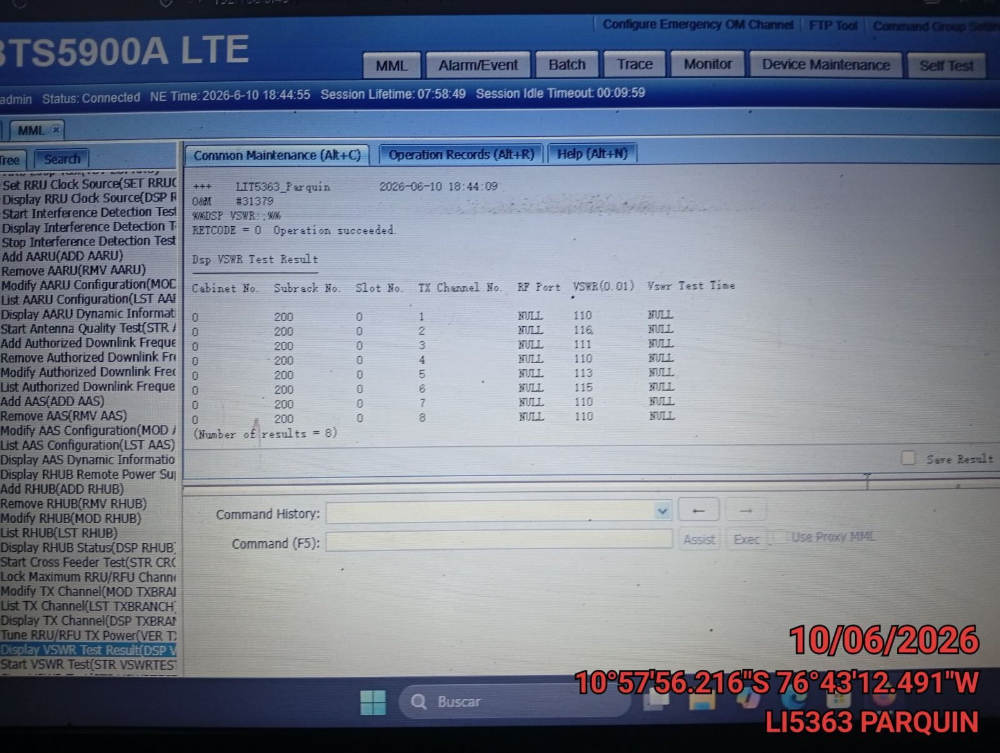 Configure Emergency OM Channel FTP Tool Command Group
BTS5900A LTE
MML Alarm/Event Batch Trace Monitor Device Maintenance Self Test
admin Status: Connected NE Time: 2026-6-10 18:44:55 Session Lifetime: 07:58:49 Session Idle Timeout: 00:09:59
MML
Tree Search
Common Maintenance (Alt+C) Operation Records (Alt+R) Help (Alt+N)
Set RRU Clock Source(SET RRUC
Display RRU Clock Source(DSP R
Start Interference Detection Test
Display Interference Detection T
Stop Interference Detection Test
Add AARU(ADD AARU)
Remove AARU(RMV AARU)
Modify AARU Configuration(MOD
List AARU Configuration(LST AAR
Display AARU Dynamic Informat
Start Antenna Quality Test(STR A
Add Authorized Downlink Freque
Remove Authorized Downlink Fre
Modify Authorized Downlink Frec
List Authorized Downlink Freque
Add AAS(ADD AAS)
Remove AAS(RMV AAS)
Modify AAS Configuration(MOD A
List AAS Configuration(LST AAS)
Display AAS Dynamic Informatio
Display RHUB Remote Power Su
Add RHUB(ADD RHUB)
Remove RHUB(RMV RHUB)
Modify RHUB(MOD RHUB)
List RHUB(LST RHUB)
Display RHUB Status(DSP RHUB
Start Cross Feeder Test(STR CRC
Lock Maximum RRU/RFU Channe
Modify TX Channel(MOD TXBRAI
List TX Channel(LST TXBRANCH
Display TX Channel(DSP TXBRAN
Tune RRU/RFU TX Power(VER T
Display VSWR Test Result(DSP V
Start VSWR Test(STR VSWRTES
+++ LIT5363_Parquin 2026-06-10 18:44:09
O&M #31379
%%DSP VSWR:;%%
RETCODE = 0 Operation succeeded.
Dsp VSWR Test Result
Cabinet No. Subrack No. Slot No. TX Channel No. RF Port VSWR(0.01) Vswr Test Time
0 200 0 1 NULL 110 NULL
0 200 0 2 NULL 116 NULL
0 200 0 3 NULL 111 NULL
0 200 0 4 NULL 110 NULL
0 200 0 5 NULL 113 NULL
0 200 0 6 NULL 115 NULL
0 200 0 7 NULL 110 NULL
0 200 0 8 NULL 110 NULL
(Number of results = 8)
Save Result
Command History: ← →
Command (F5): Assist Exec Use Proxy MML
Buscar
10/06/2026
10°57'56.216"S 76°43'12.491"W
LI5363 PARQUIN